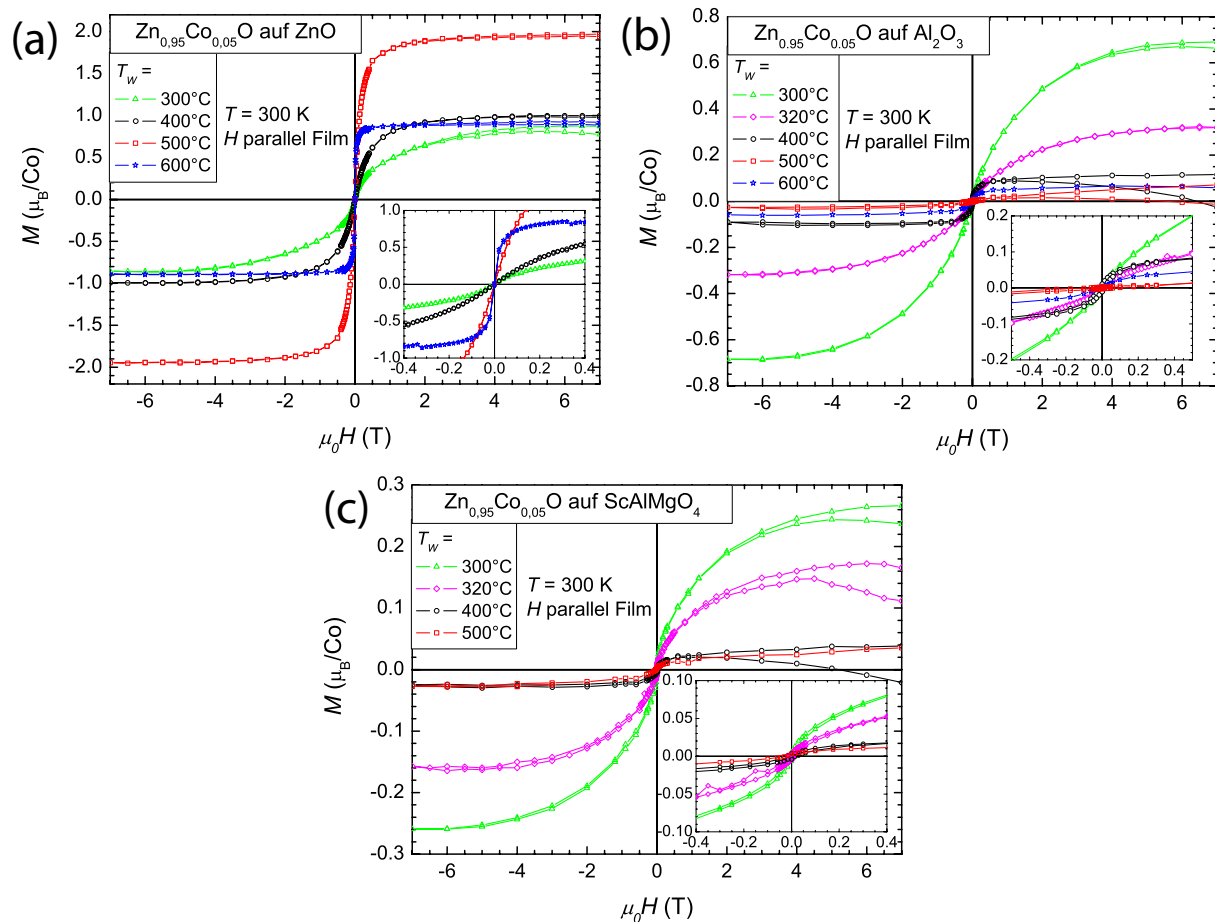 (a)
Zn0,95Co0,05O auf ZnO
TW =
300°C
400°C
500°C
600°C
T = 300 K
H parallel Film
M (μB/Co)
2.0
1.5
1.0
0.5
0.0
-0.5
-1.0
-1.5
-2.0
-6 -4 -2 0 2 4 6
μ0H (T)
1.0
0.5
0.0
-0.5
-1.0
-0.4 -0.2 0.0 0.2 0.4
(b)
Zn0.95Co0.05O auf Al2O3
TW =
300°C
320°C
400°C
500°C
600°C
T = 300 K
H parallel Film
M (μB/Co)
0.8
0.6
0.4
0.2
0.0
-0.2
-0.4
-0.6
-0.8
-6 -4 -2 0 2 4 6
μ0H (T)
0.2
0.1
0.0
-0.1
-0.2
-0.4 -0.2 0.0 0.2 0.4
(c)
Zn0,95Co0,05O auf ScAlMgO4
TW =
300°C
320°C
400°C
500°C
T = 300 K
H parallel Film
M (μB/Co)
0.3
0.2
0.1
0.0
-0.1
-0.2
-0.3
-6 -4 -2 0 2 4 6
μ0H (T)
0.10
0.05
0.00
-0.05
-0.10
-0.4 -0.2 0.0 0.2 0.4